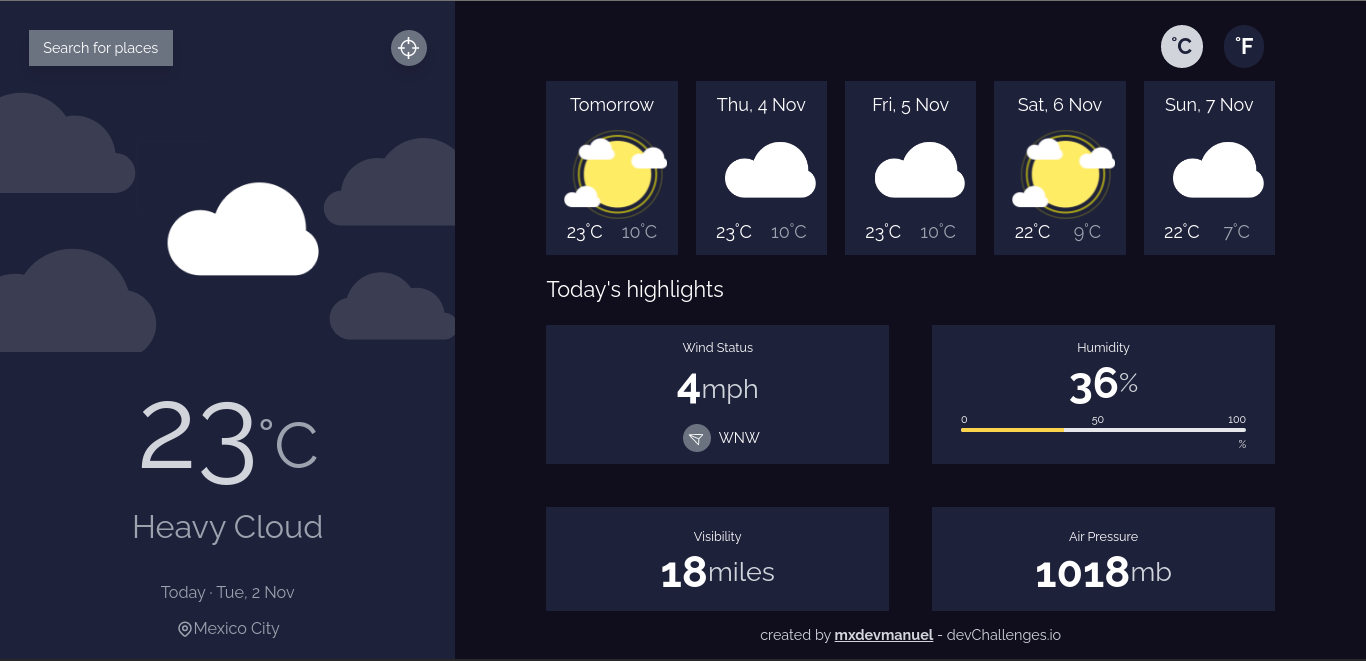 Search for places
23°C
Heavy Cloud
Today · Tue, 2 Nov
Mexico City
°C °F
Tomorrow
23°C 10°C
Thu, 4 Nov
23°C 10°C
Fri, 5 Nov
23°C 10°C
Sat, 6 Nov
22°C 9°C
Sun, 7 Nov
22°C 7°C
Today's highlights
Wind Status
4mph
WNW
Humidity
36%
0 50 100
%
Visibility
18miles
Air Pressure
1018mb
created by mxdevmanuel - devChallenges.io